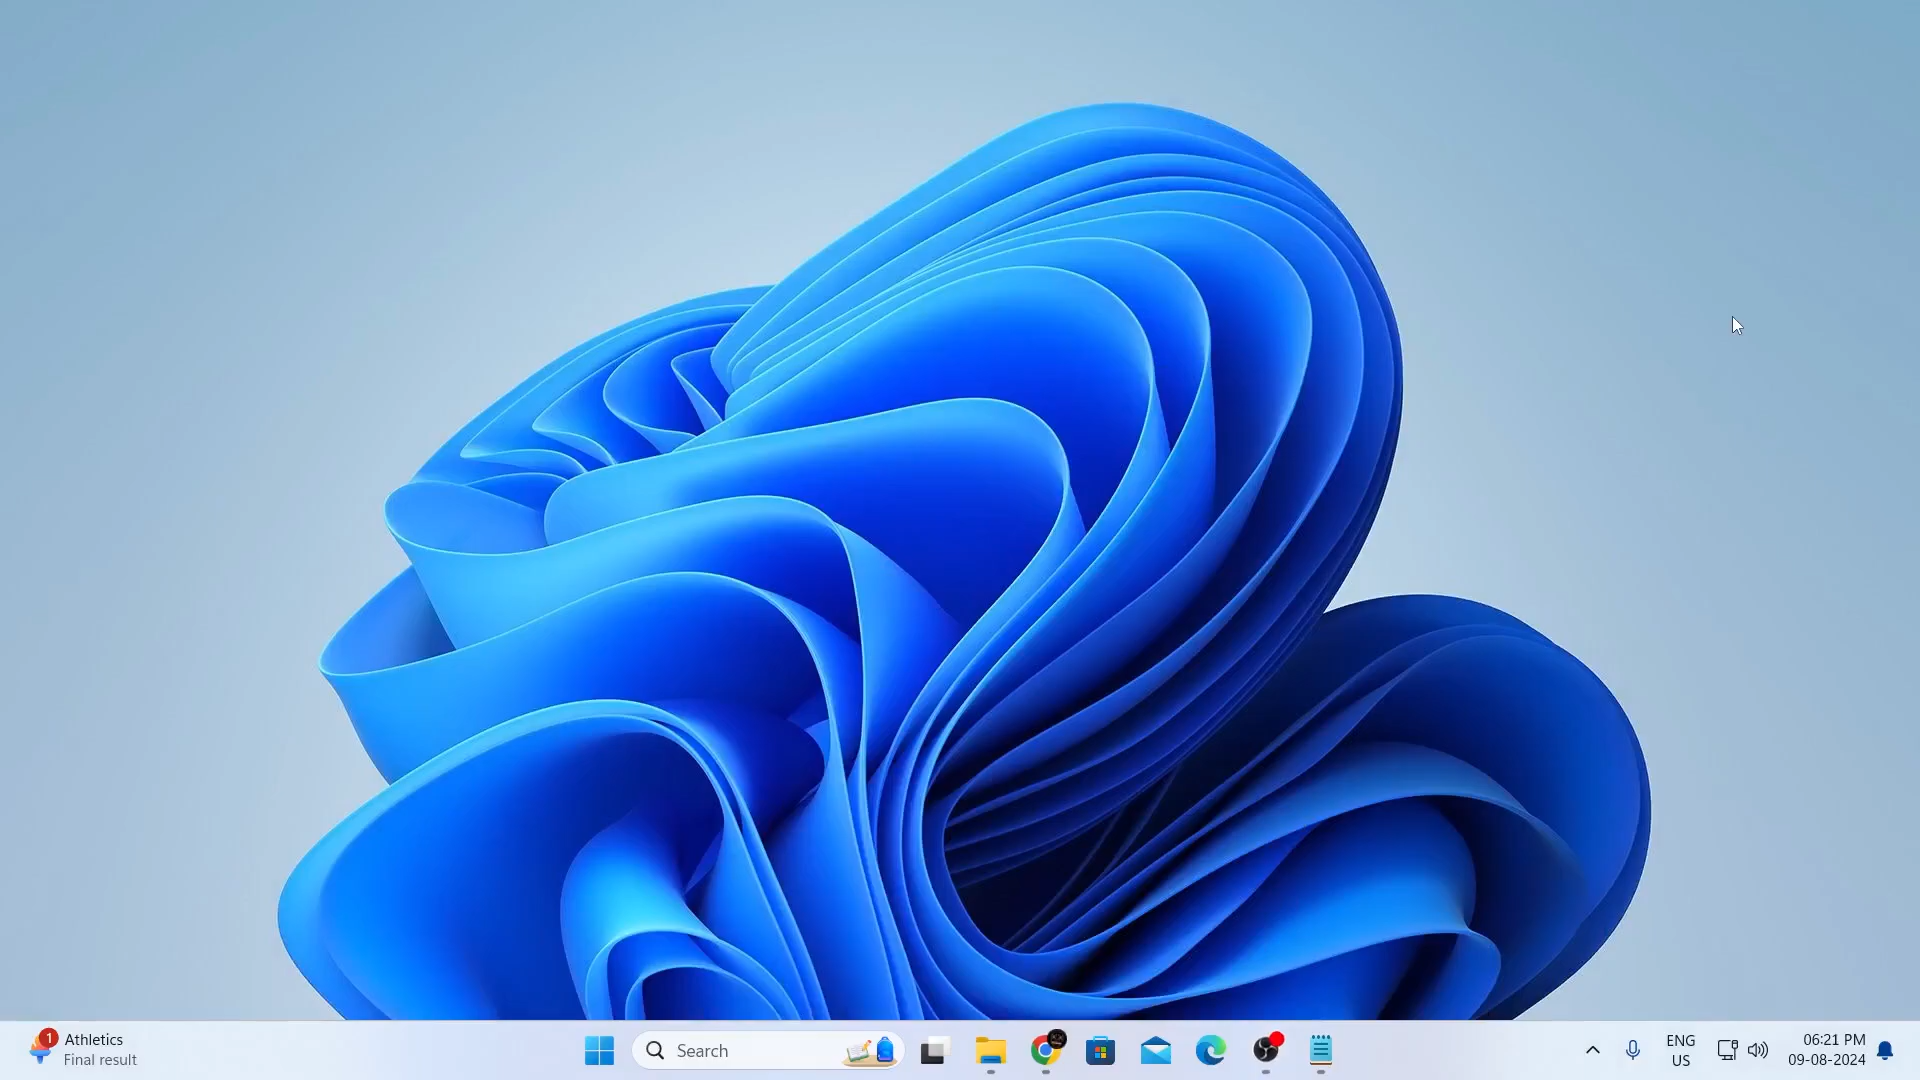 1
Athletics
Final result
Search
ENG
US
06:21 PM
09-08-2024